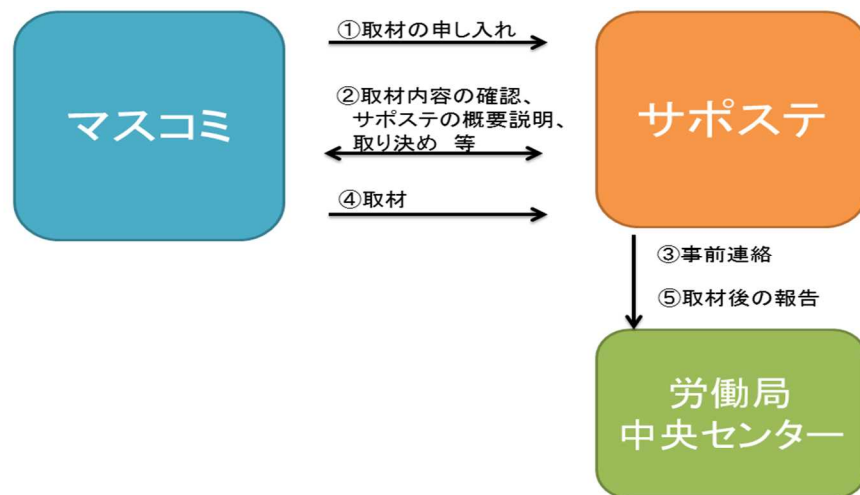 マスコミ
①取材の申し入れ
②取材内容の確認、
サポステの概要説明、
取り決め 等
④取材
サポステ
③事前連絡
⑤取材後の報告
労働局
中央センター